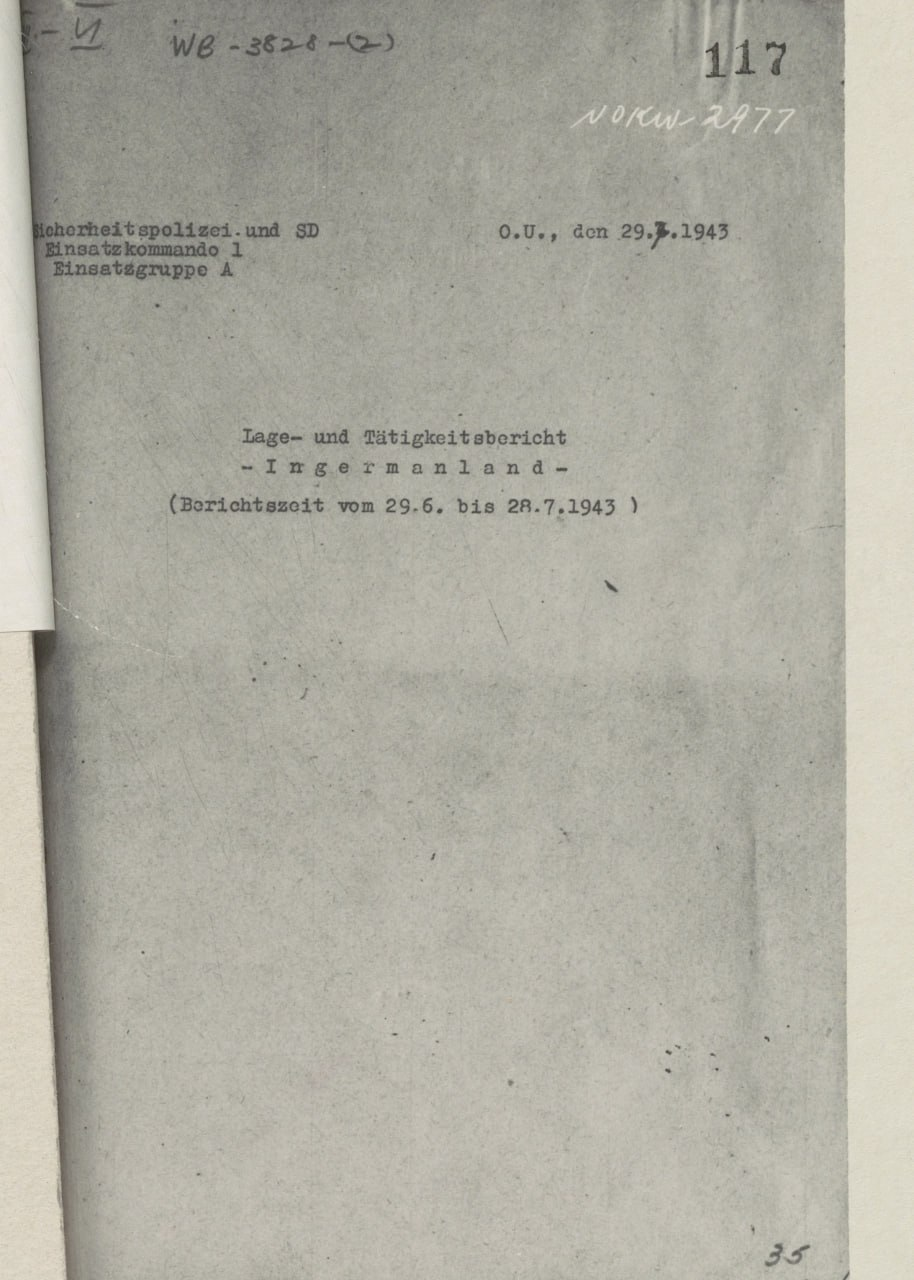 VI
WB-3828-(2)
117
NOKW 2977
Sicherheitspolizei und SD
O.U., den 29.7.1943
Einsatzkommando 1
Einsatzgruppe A
Lage- und Tätigkeitsbericht
- I n g e r m a n l a n d -
(Berichtszeit vom 29.6. bis 28.7.1943 )
35